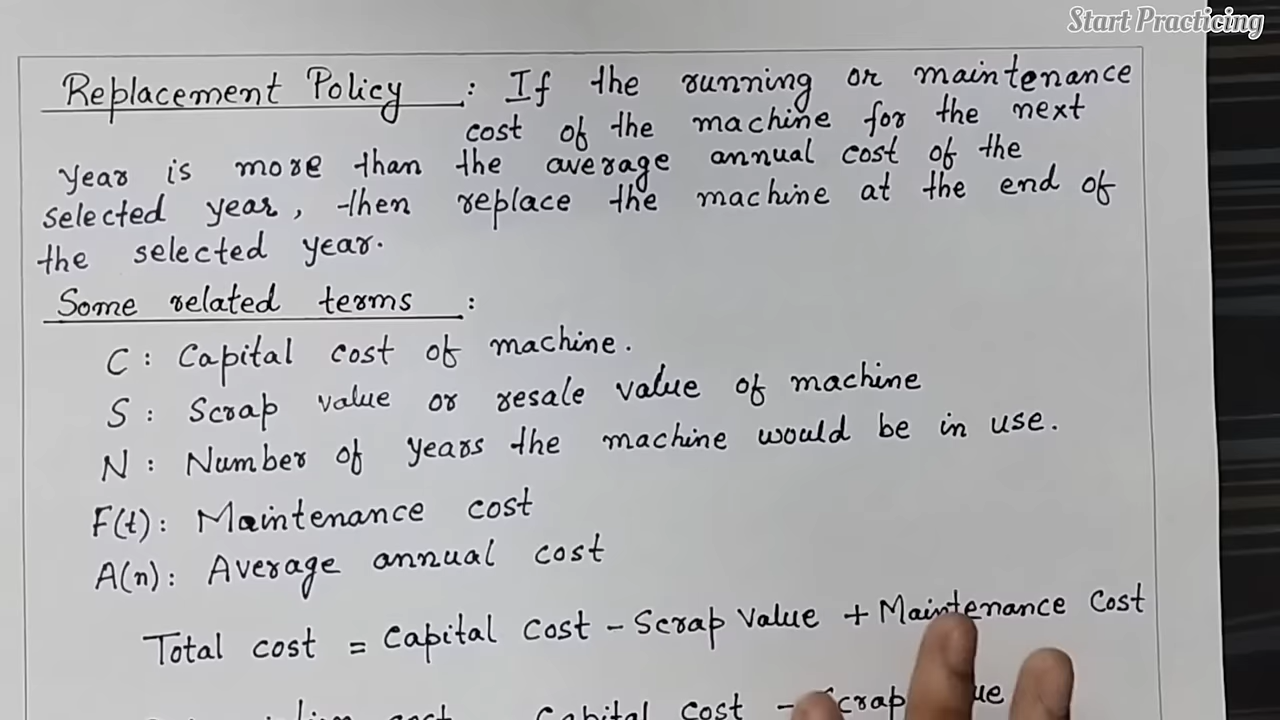 Start Practicing
Replacement Policy : If the running or maintenance
cost of the machine for the next
year is more than the average annual cost of the
selected year, then replace the machine at the end of
the selected year.
Some related terms :
C : Capital cost of machine.
S : Scrap value or resale value of machine
N : Number of years the machine would be in use.
F(t) : Maintenance cost
A(n) : Average annual cost
Total cost = Capital cost - Scrap Value + Maintenance Cost
cost capital cost - Scrap